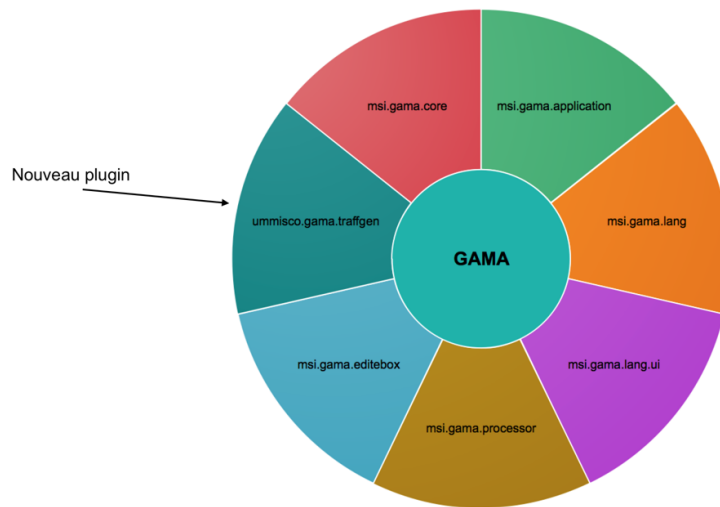 msi.gama.core
msi.gama.application
Nouveau plugin
ummisco.gama.traffgen
msi.gama.lang
GAMA
msi.gama.editebox
msi.gama.lang.ui
msi.gama.processor